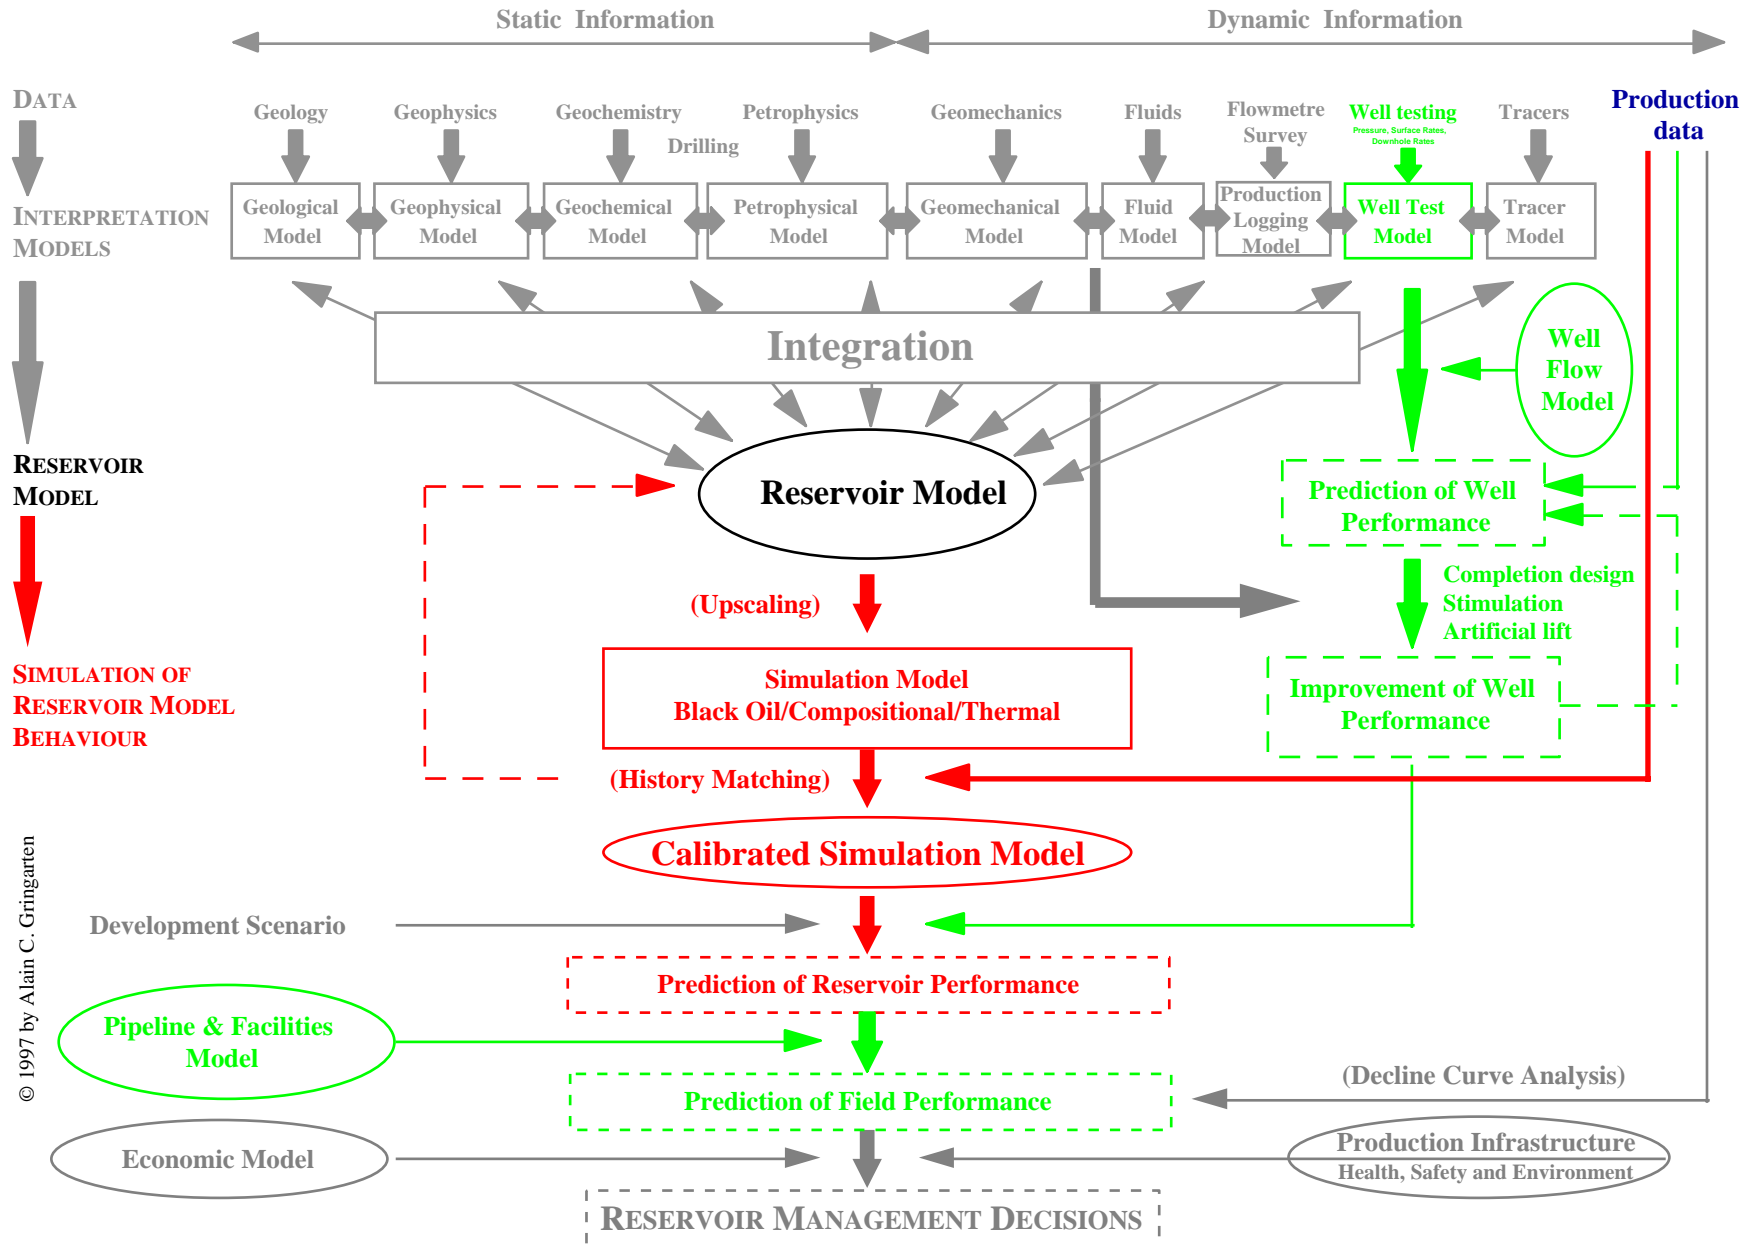 Static Information
Dynamic Information
DATA
Geology
Geophysics
Geochemistry
Drilling
Petrophysics
Geomechanics
Fluids
Flowmetre
Survey
Well testing
Pressure, Surface Rates,
Downhole Rates
Tracers
Production
data
INTERPRETATION
MODELS
Geological
Model
Geophysical
Model
Geochemical
Model
Petrophysical
Model
Geomechanical
Model
Fluid
Model
Production
Logging
Model
Well Test
Model
Tracer
Model
Integration
Well
Flow
Model
RESERVOIR
MODEL
Reservoir Model
Prediction of Well
Performance
(Upscaling)
Completion design
Stimulation
Artificial lift
SIMULATION OF
RESERVOIR MODEL
BEHAVIOUR
Simulation Model
Black Oil/Compositional/Thermal
Improvement of Well
Performance
(History Matching)
Calibrated Simulation Model
Development Scenario
Prediction of Reservoir Performance
Pipeline & Facilities
Model
(Decline Curve Analysis)
Prediction of Field Performance
Economic Model
Production Infrastructure
Health, Safety and Environment
RESERVOIR MANAGEMENT DECISIONS
© 1997 by Alain C. Gringarten